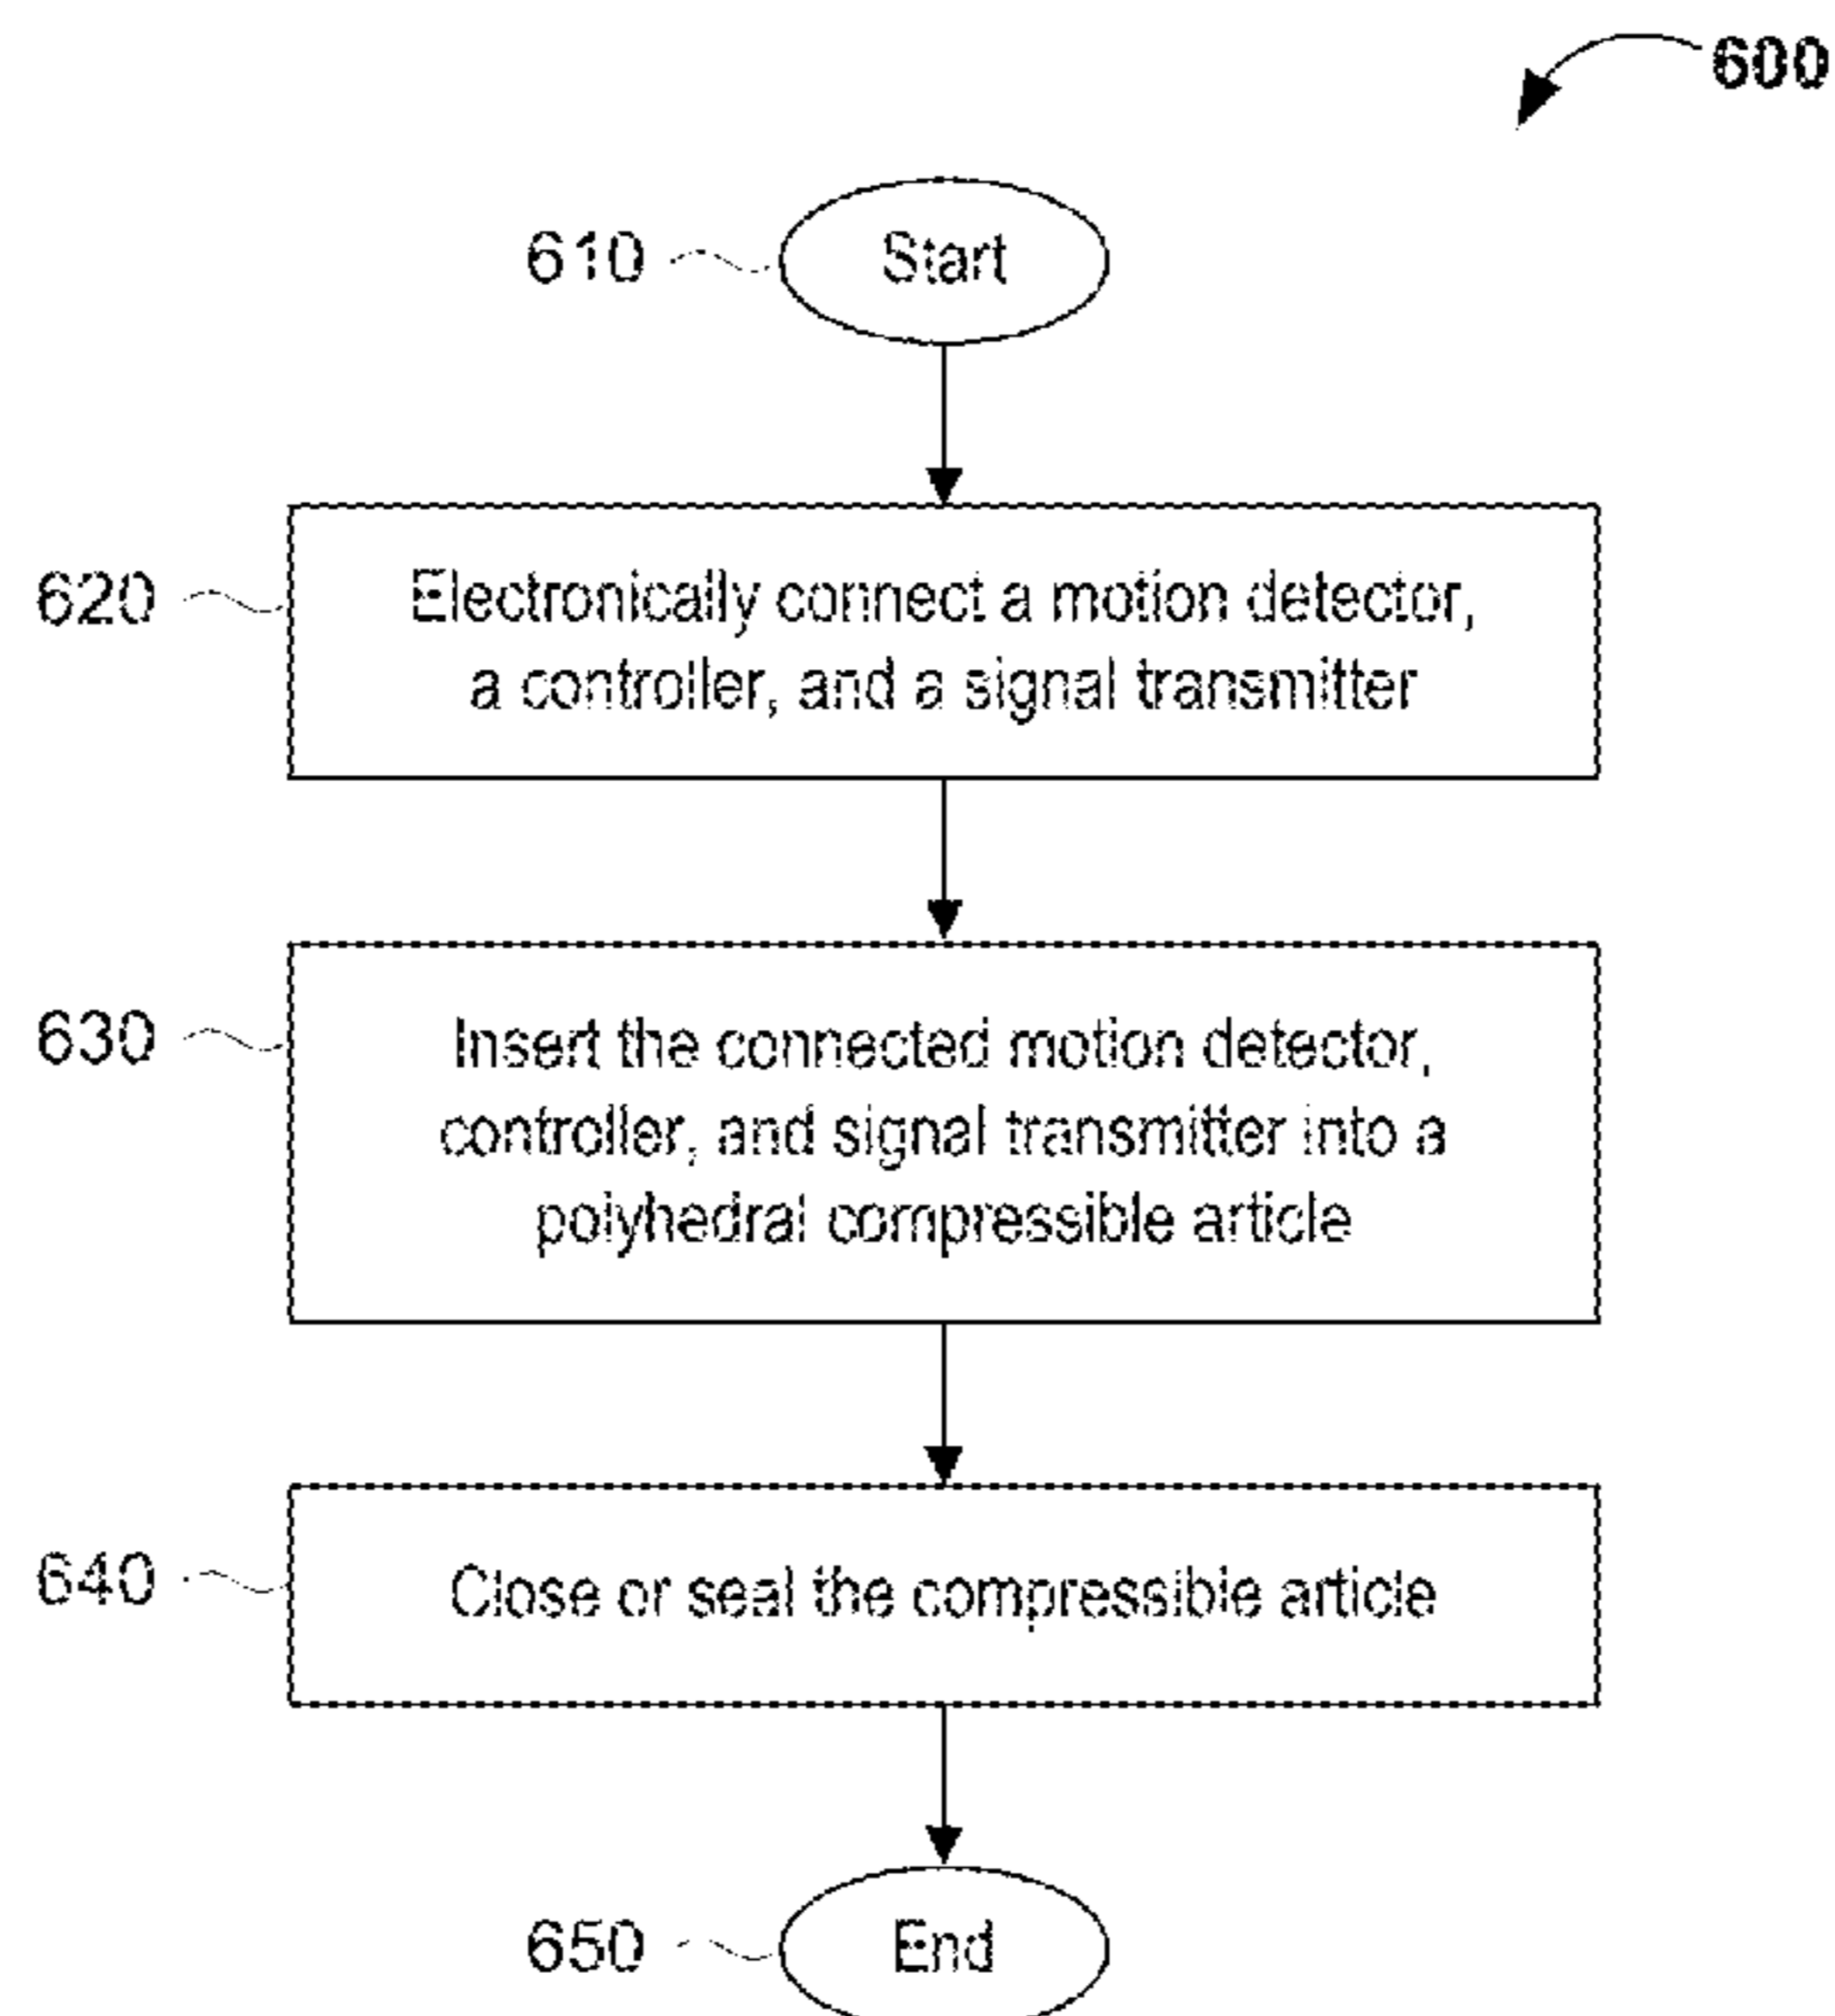 600
610 Start
620 Electronically connect a motion detector,
a controller, and a signal transmitter
630 Insert the connected motion detector,
controller, and signal transmitter into a
polyhedral compressible article
640 Close or seal the compressible article
650 End